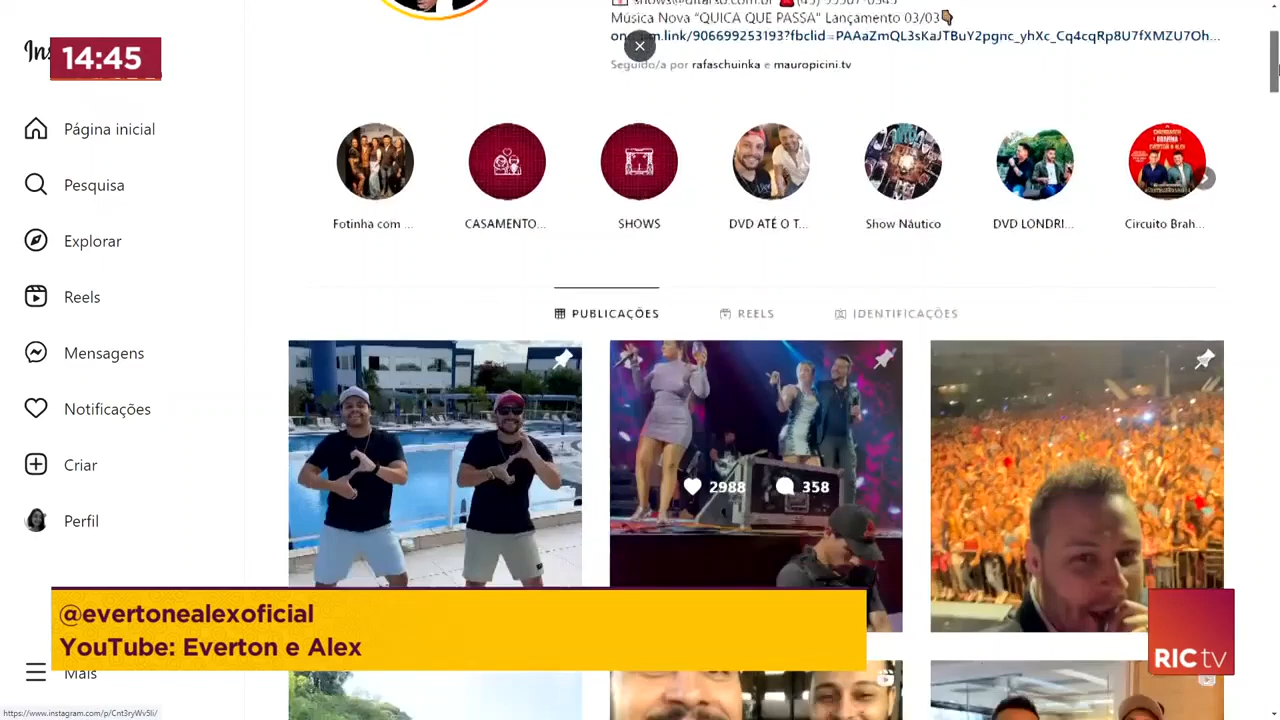 Música Nova "QUICA QUE PASSA" Lançamento 03/03
Seguido/a por rafaschuinka e mauropicini.tv
14:45
Página inicial
Pesquisa
Explorar
Reels
Mensagens
Notificações
Criar
Perfil
Mais
Fotinha com ...
CASAMENTO...
SHOWS
DVD ATÉ O T...
Show Náutico
DVD LONDRI...
Circuito Brah...
PUBLICAÇÕES
REELS
IDENTIFICAÇÕES
2988
358
@evertonealexoficial
YouTube: Everton e Alex
RIC tv